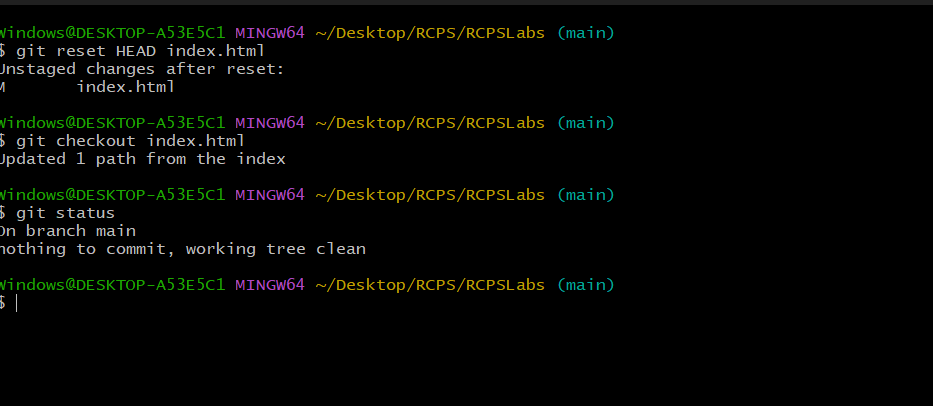 Windows@DESKTOP-A53E5C1 MINGW64 ~/Desktop/RCPS/RCPSLabs (main)
$ git reset HEAD index.html
Unstaged changes after reset:
M       index.html
Windows@DESKTOP-A53E5C1 MINGW64 ~/Desktop/RCPS/RCPSLabs (main)
$ git checkout index.html
Updated 1 path from the index
Windows@DESKTOP-A53E5C1 MINGW64 ~/Desktop/RCPS/RCPSLabs (main)
$ git status
On branch main
nothing to commit, working tree clean
Windows@DESKTOP-A53E5C1 MINGW64 ~/Desktop/RCPS/RCPSLabs (main)
$